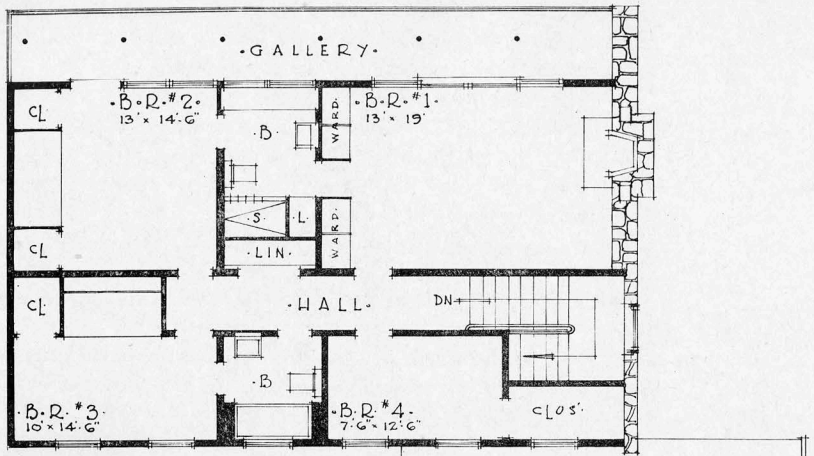 ·GALLERY·
·B·R·#2·
13'×14'-6"
·B·R·#1·
13'× 19'
CL
·B·
WARD·
·S·
·L·
WARD·
CL
·LIN·
CL
·HALL·
DN
·B·
·B·R·#3·
10'×14'-6"
·B·R·#4·
7'-6"×12'-6"
CLOS'·